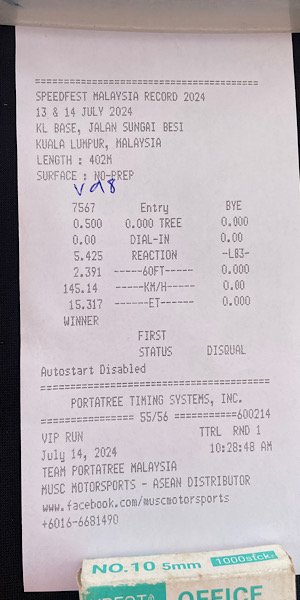 ========================================
SPEEDFEST MALAYSIA RECORD 2024
13 & 14 JULY 2024
KL BASE, JALAN SUNGAI BESI
KUALA LUMPUR, MALAYSIA
LENGTH : 402M
SURFACE : NO-PREP
Vd8
7567 Entry BYE
0.500 0.000 TREE 0.000
0.00 DIAL-IN 0.00
5.425 REACTION -LB3-
2.391 ------60FT------ 0.000
145.14 ------KM/H------ 0.00
15.317 -------ET------- 0.000
WINNER
FIRST
STATUS DISQUAL
Autostart Disabled
========================================
PORTATREE TIMING SYSTEMS, INC.
================ 55/56 ===========600214
VIP RUN TTRL RND 1
July 14, 2024 10:28:48 AM
TEAM PORTATREE MALAYSIA
MUSC MOTORSPORTS - ASEAN DISTRIBUTOR
www.facebook.com/muscmotorsports
+6016-6681490
NO.10 5mm 1000stck.
OFFICE